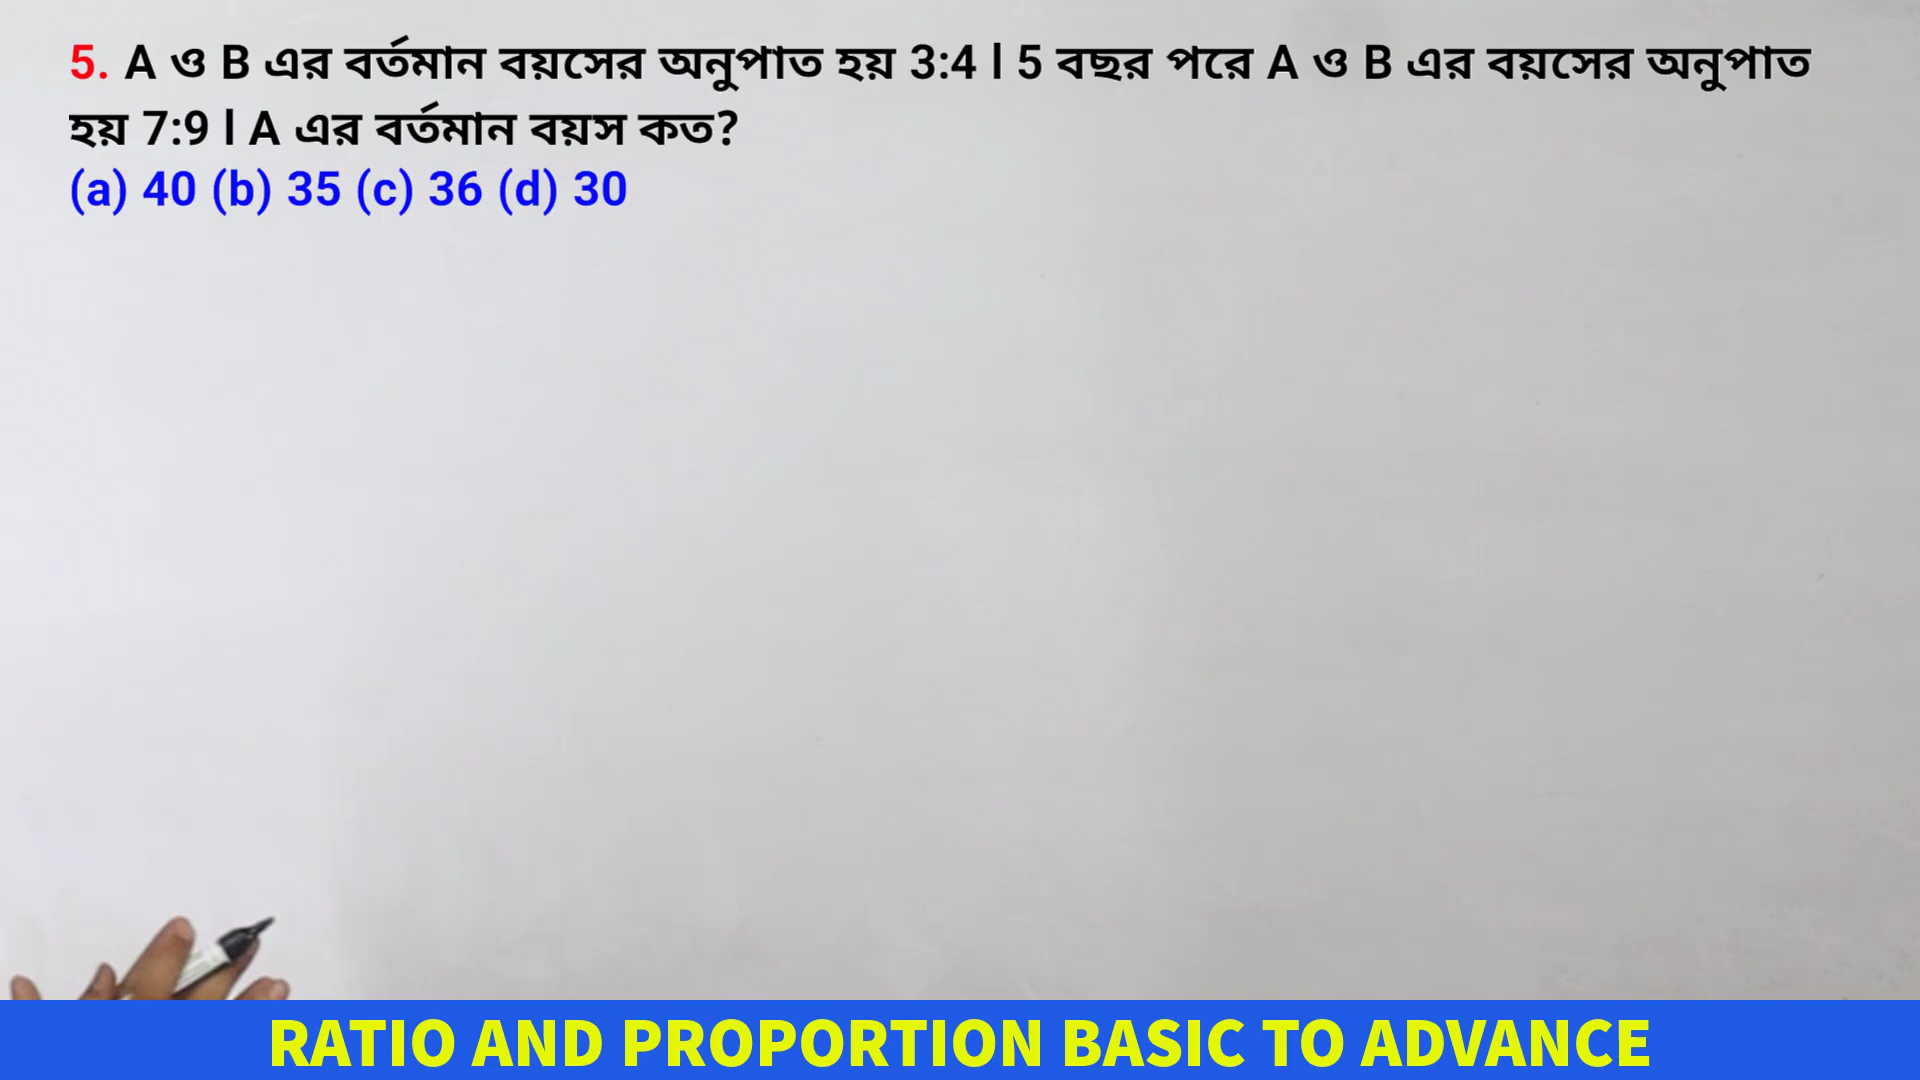 5. A ও B এর বর্তমান বয়সের অনুপাত হয় 3:4 l 5 বছর পরে A ও B এর বয়সের অনুপাত
হয় 7:9 l A এর বর্তমান বয়স কত?
(a) 40 (b) 35 (c) 36 (d) 30
RATIO AND PROPORTION BASIC TO ADVANCE